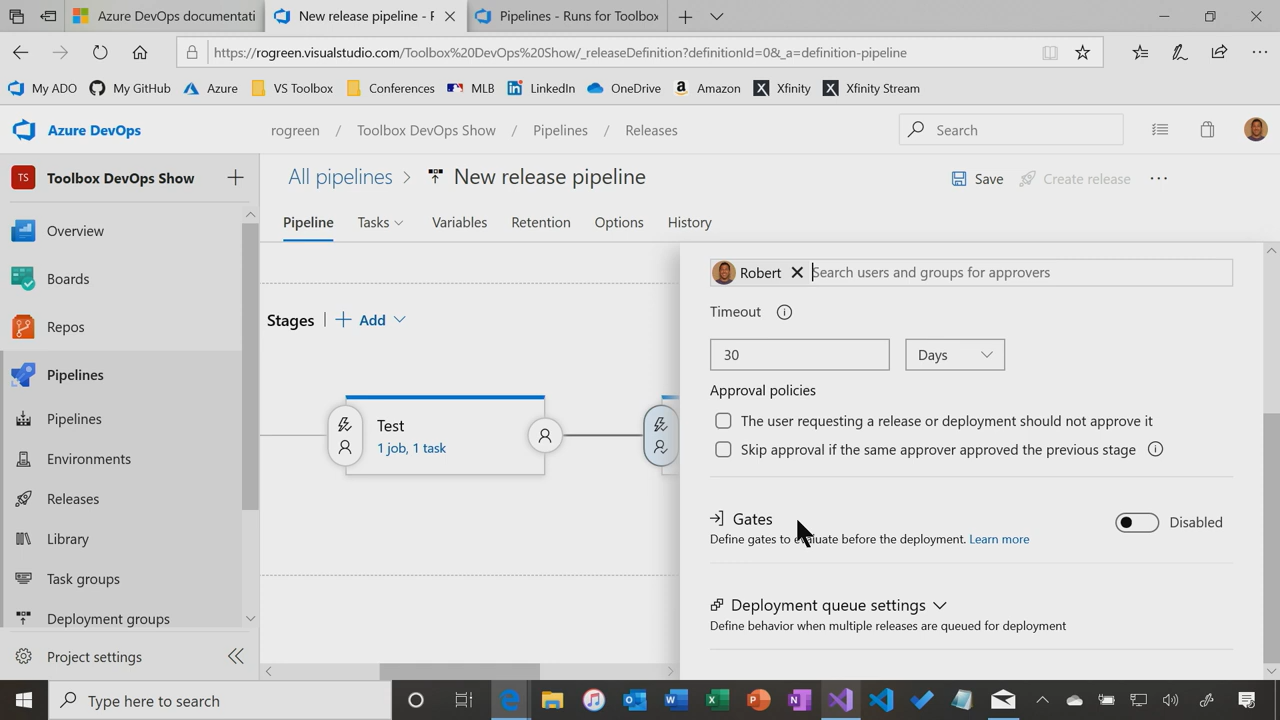 Azure DevOps documentati
New release pipeline - F
Pipelines - Runs for Toolbox
https://rogreen.visualstudio.com/Toolbox%20DevOps%20Show/_releaseDefinition?definitionId=0&_a=definition-pipeline
My ADO My GitHub Azure VS Toolbox Conferences MLB LinkedIn OneDrive Amazon Xfinity Xfinity Stream
Azure DevOps
rogreen / Toolbox DevOps Show / Pipelines / Releases
Search
TS Toolbox DevOps Show
All pipelines > New release pipeline
Save Create release ...
Pipeline Tasks Variables Retention Options History
Overview
Boards
Repos
Pipelines
Pipelines
Environments
Releases
Library
Task groups
Deployment groups
Project settings
Stages | + Add
Test
1 job, 1 task
Robert Search users and groups for approvers
Timeout
30 Days
Approval policies
The user requesting a release or deployment should not approve it
Skip approval if the same approver approved the previous stage
Gates
Disabled
Define gates to evaluate before the deployment. Learn more
Deployment queue settings
Define behavior when multiple releases are queued for deployment
Type here to search